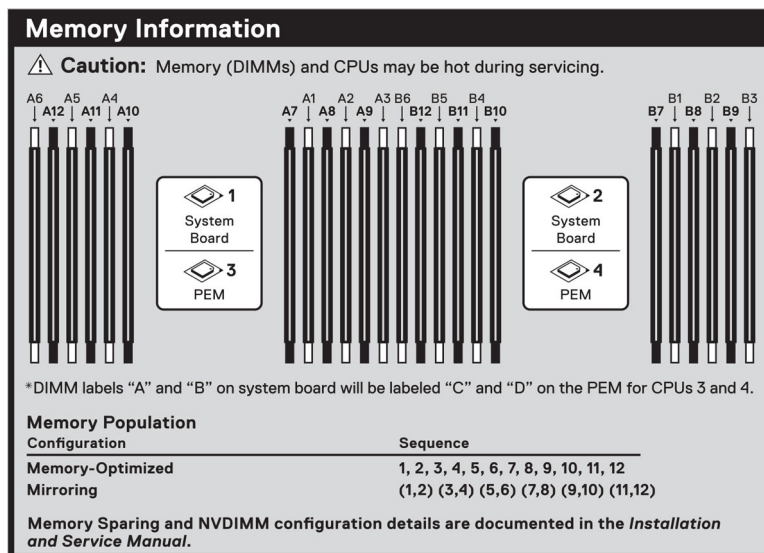 Memory Information
Caution: Memory (DIMMs) and CPUs may be hot during servicing.
A6 A12 A5 A11 A4 A10 A7 A1 A8 A2 A9 A3 B6 B12 B5 B11 B4 B10 B7 B1 B8 B2 B9 B3
1
System
Board
3
PEM
2
System
Board
4
PEM
*DIMM labels “A” and “B” on system board will be labeled “C” and “D” on the PEM for CPUs 3 and 4.
Memory Population
Configuration Sequence
Memory-Optimized 1, 2, 3, 4, 5, 6, 7, 8, 9, 10, 11, 12
Mirroring (1,2) (3,4) (5,6) (7,8) (9,10) (11,12)
Memory Sparing and NVDIMM configuration details are documented in the Installation
and Service Manual.